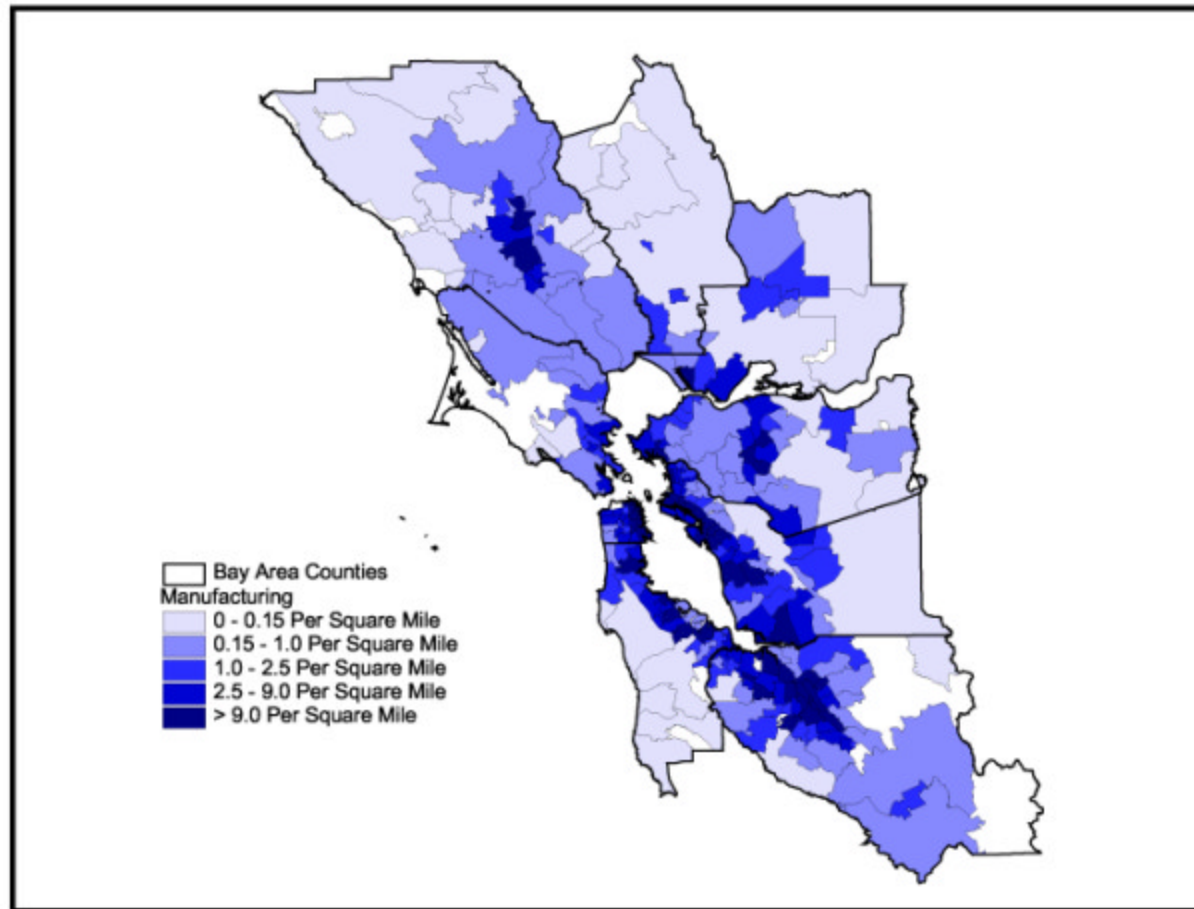 Bay Area Counties
Manufacturing
0 - 0.15 Per Square Mile
0.15 - 1.0 Per Square Mile
1.0 - 2.5 Per Square Mile
2.5 - 9.0 Per Square Mile
> 9.0 Per Square Mile